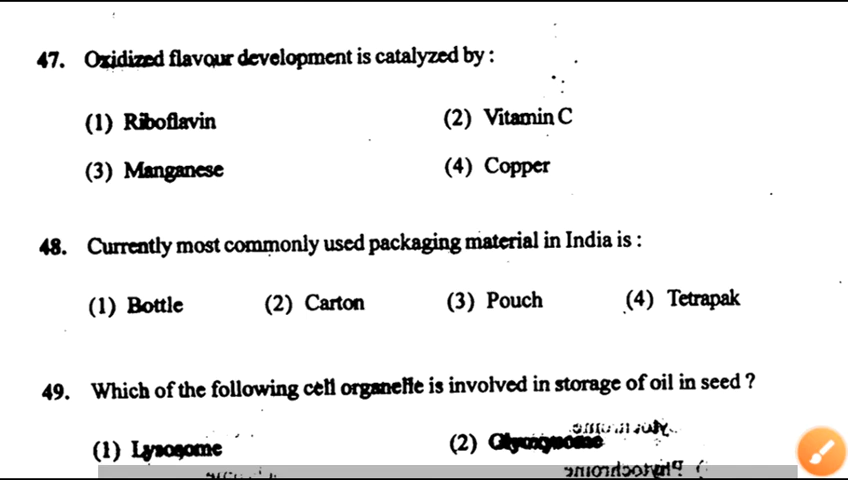 47. Oxidized flavour development is catalyzed by :
(1) Riboflavin (2) Vitamin C
(3) Manganese (4) Copper
48. Currently most commonly used packaging material in India is :
(1) Bottle (2) Carton (3) Pouch (4) Tetrapak
49. Which of the following cell organelle is involved in storage of oil in seed ?
(1) Lysosome (2) Glyoxysome